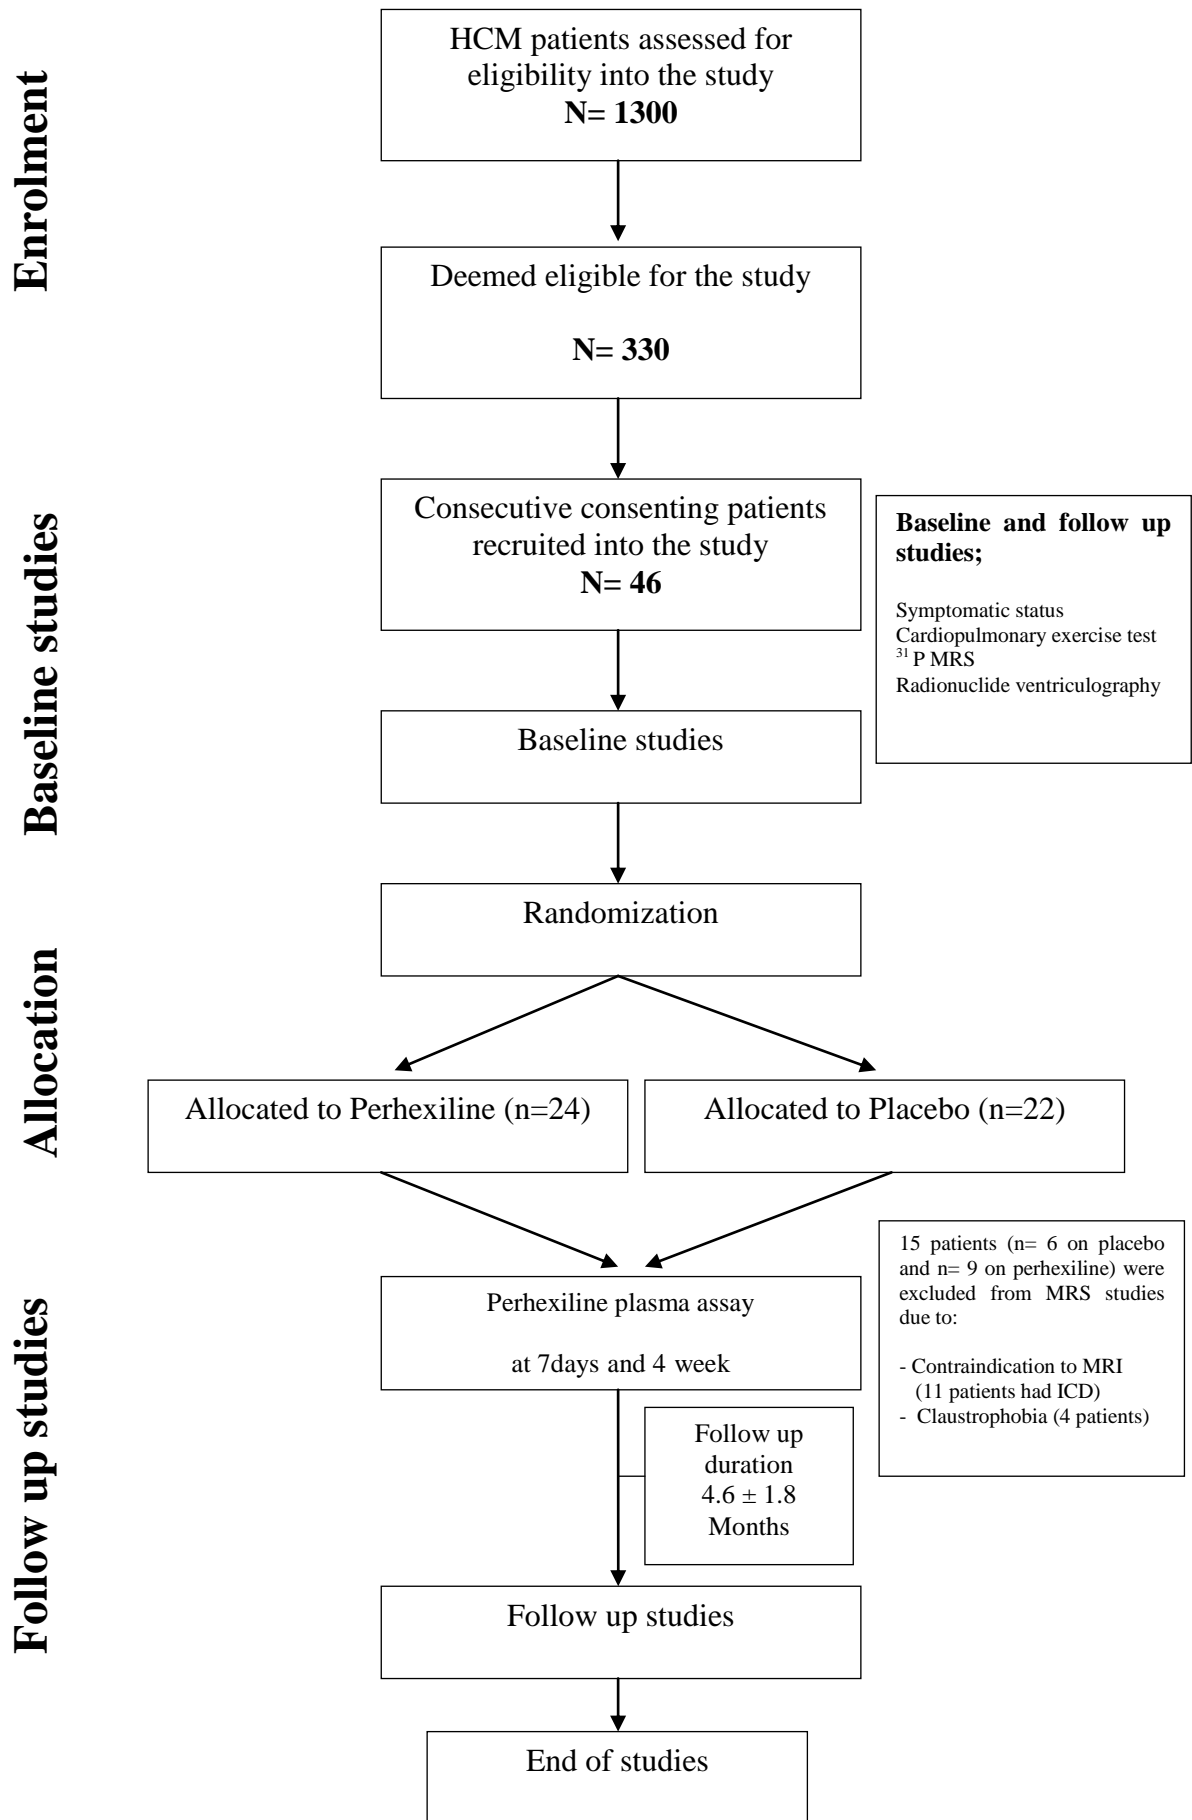 Enrolment
HCM patients assessed for
eligibility into the study
N= 1300
Deemed eligible for the study
N= 330
Baseline studies
Consecutive consenting patients
recruited into the study
N= 46
Baseline and follow up
studies;
Symptomatic status
Cardiopulmonary exercise test
31 P MRS
Radionuclide ventriculography
Baseline studies
Randomization
Allocation
Allocated to Perhexiline (n=24)
Allocated to Placebo (n=22)
Follow up studies
Perhexiline plasma assay
at 7days and 4 week
15 patients (n= 6 on placebo
and n= 9 on perhexiline) were
excluded from MRS studies
due to:
- Contraindication to MRI
(11 patients had ICD)
- Claustrophobia (4 patients)
Follow up
duration
4.6 ± 1.8
Months
Follow up studies
End of studies